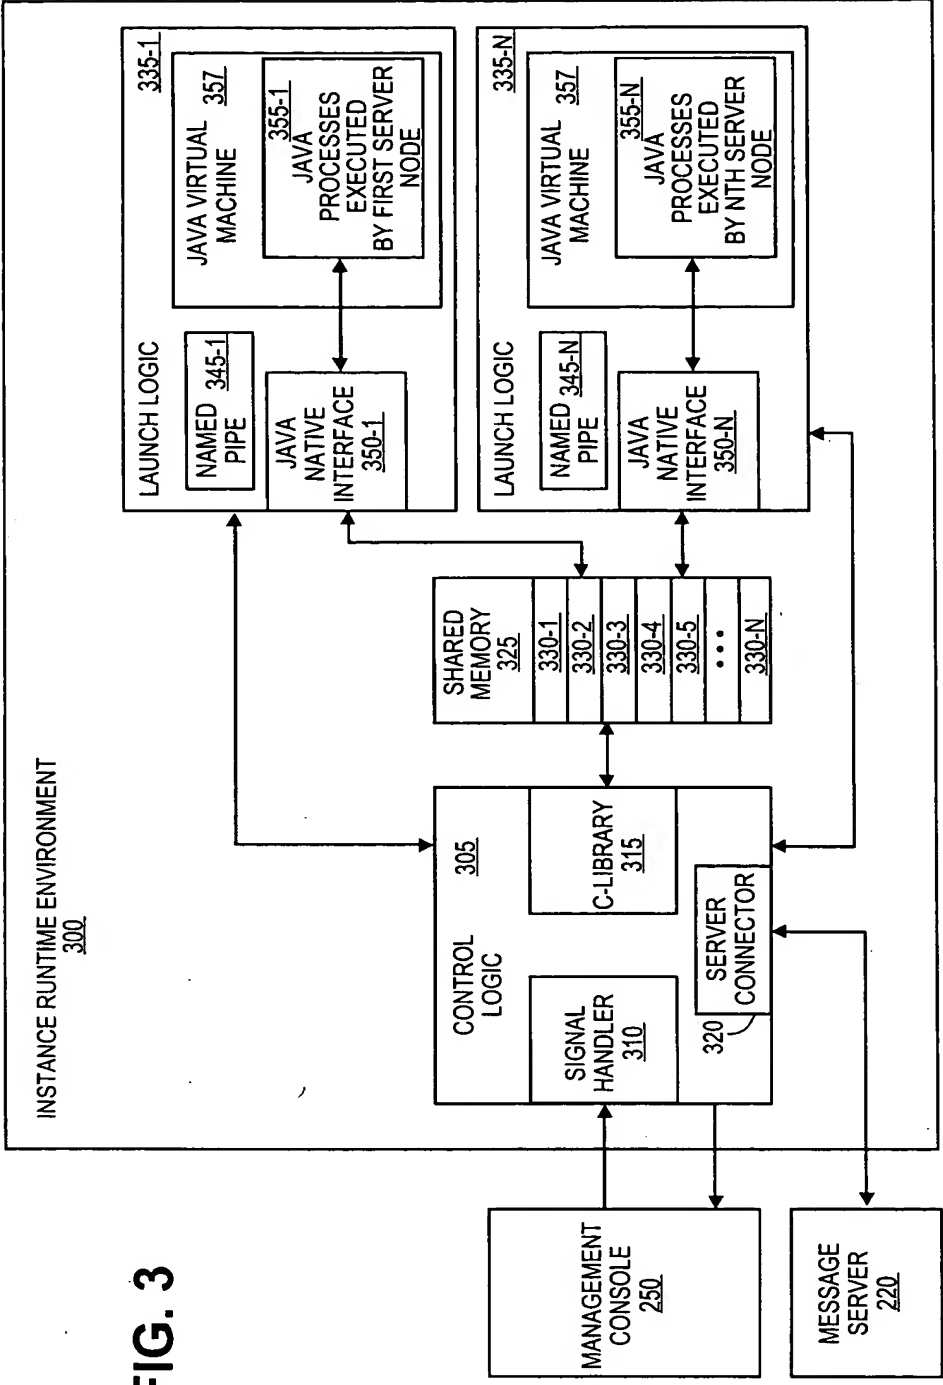 FIG. 3
INSTANCE RUNTIME ENVIRONMENT
300
MANAGEMENT
CONSOLE
250
MESSAGE
SERVER
220
CONTROL
LOGIC
305
SIGNAL
HANDLER
310
C-LIBRARY
315
SERVER
CONNECTOR
320
SHARED
MEMORY
325
330-1
330-2
330-3
330-4
330-5
•••
330-N
LAUNCH LOGIC
335-1
NAMED
PIPE
345-1
JAVA
NATIVE
INTERFACE
350-1
JAVA VIRTUAL
MACHINE
357
355-1
JAVA
PROCESSES
EXECUTED
BY FIRST SERVER
NODE
LAUNCH LOGIC
335-N
NAMED
PIPE
345-N
JAVA
NATIVE
INTERFACE
350-N
JAVA VIRTUAL
MACHINE
357
355-N
JAVA
PROCESSES
EXECUTED
BY NTH SERVER
NODE